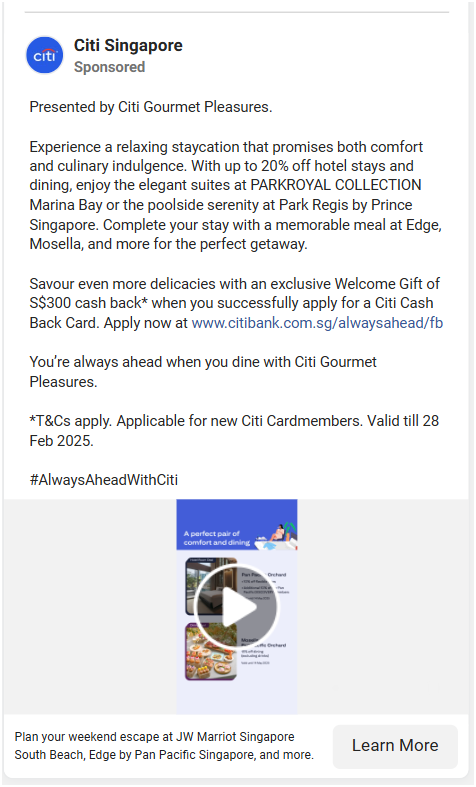 citi
Citi Singapore
Sponsored
Presented by Citi Gourmet Pleasures.
Experience a relaxing staycation that promises both comfort
and culinary indulgence. With up to 20% off hotel stays and
dining, enjoy the elegant suites at PARKROYAL COLLECTION
Marina Bay or the poolside serenity at Park Regis by Prince
Singapore. Complete your stay with a memorable meal at Edge,
Mosella, and more for the perfect getaway.
Savour even more delicacies with an exclusive Welcome Gift of
S$300 cash back* when you successfully apply for a Citi Cash
Back Card. Apply now at www.citibank.com.sg/alwaysahead/fb
You’re always ahead when you dine with Citi Gourmet
Pleasures.
*T&Cs apply. Applicable for new Citi Cardmembers. Valid till 28
Feb 2025.
#AlwaysAheadWithCiti
A perfect pair of
comfort and dining
Pan Pacific Orchard
Orchard
Plan your weekend escape at JW Marriot Singapore
South Beach, Edge by Pan Pacific Singapore, and more.
Learn More